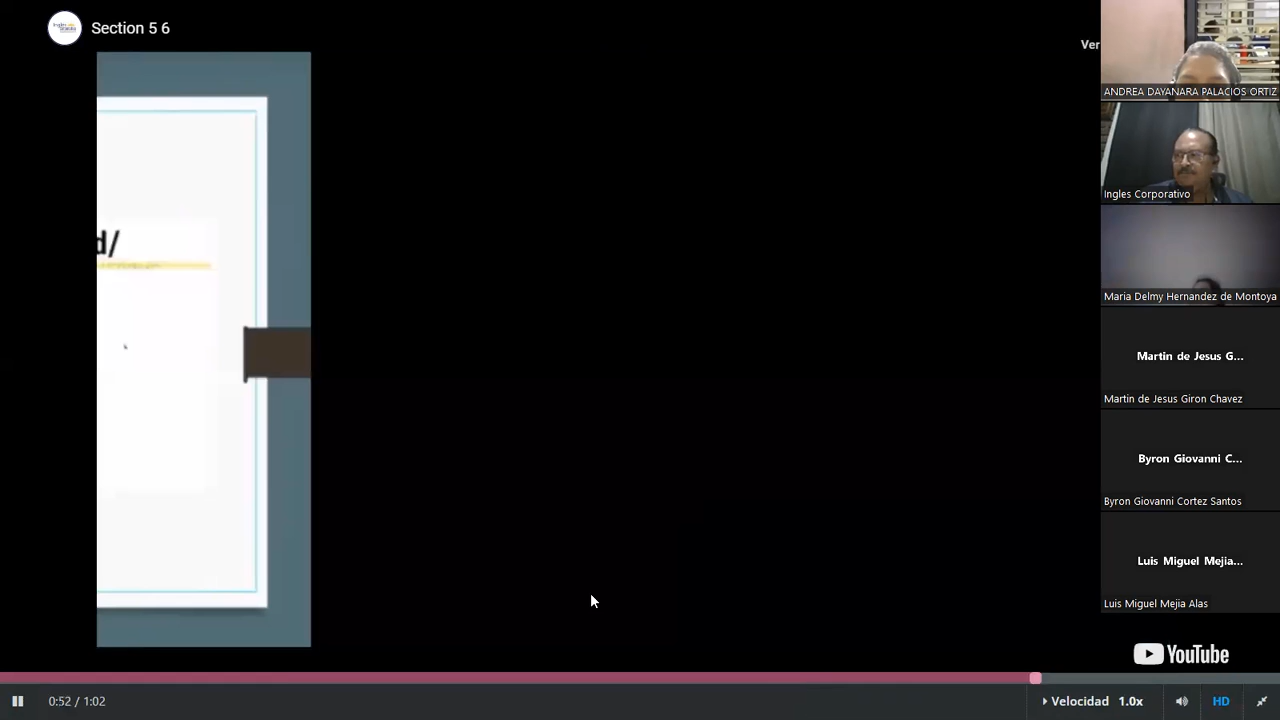 Section 5 6
Ver
d/
ANDREA DAYANARA PALACIOS ORTIZ
Ingles Corporativo
Maria Delmy Hernandez de Montoya
Martin de Jesus G...
Martin de Jesus Giron Chavez
Byron Giovanni C...
Byron Giovanni Cortez Santos
Luis Miguel Mejia...
Luis Miguel Mejia Alas
YouTube
0:52 / 1:02
Velocidad 1.0x
HD